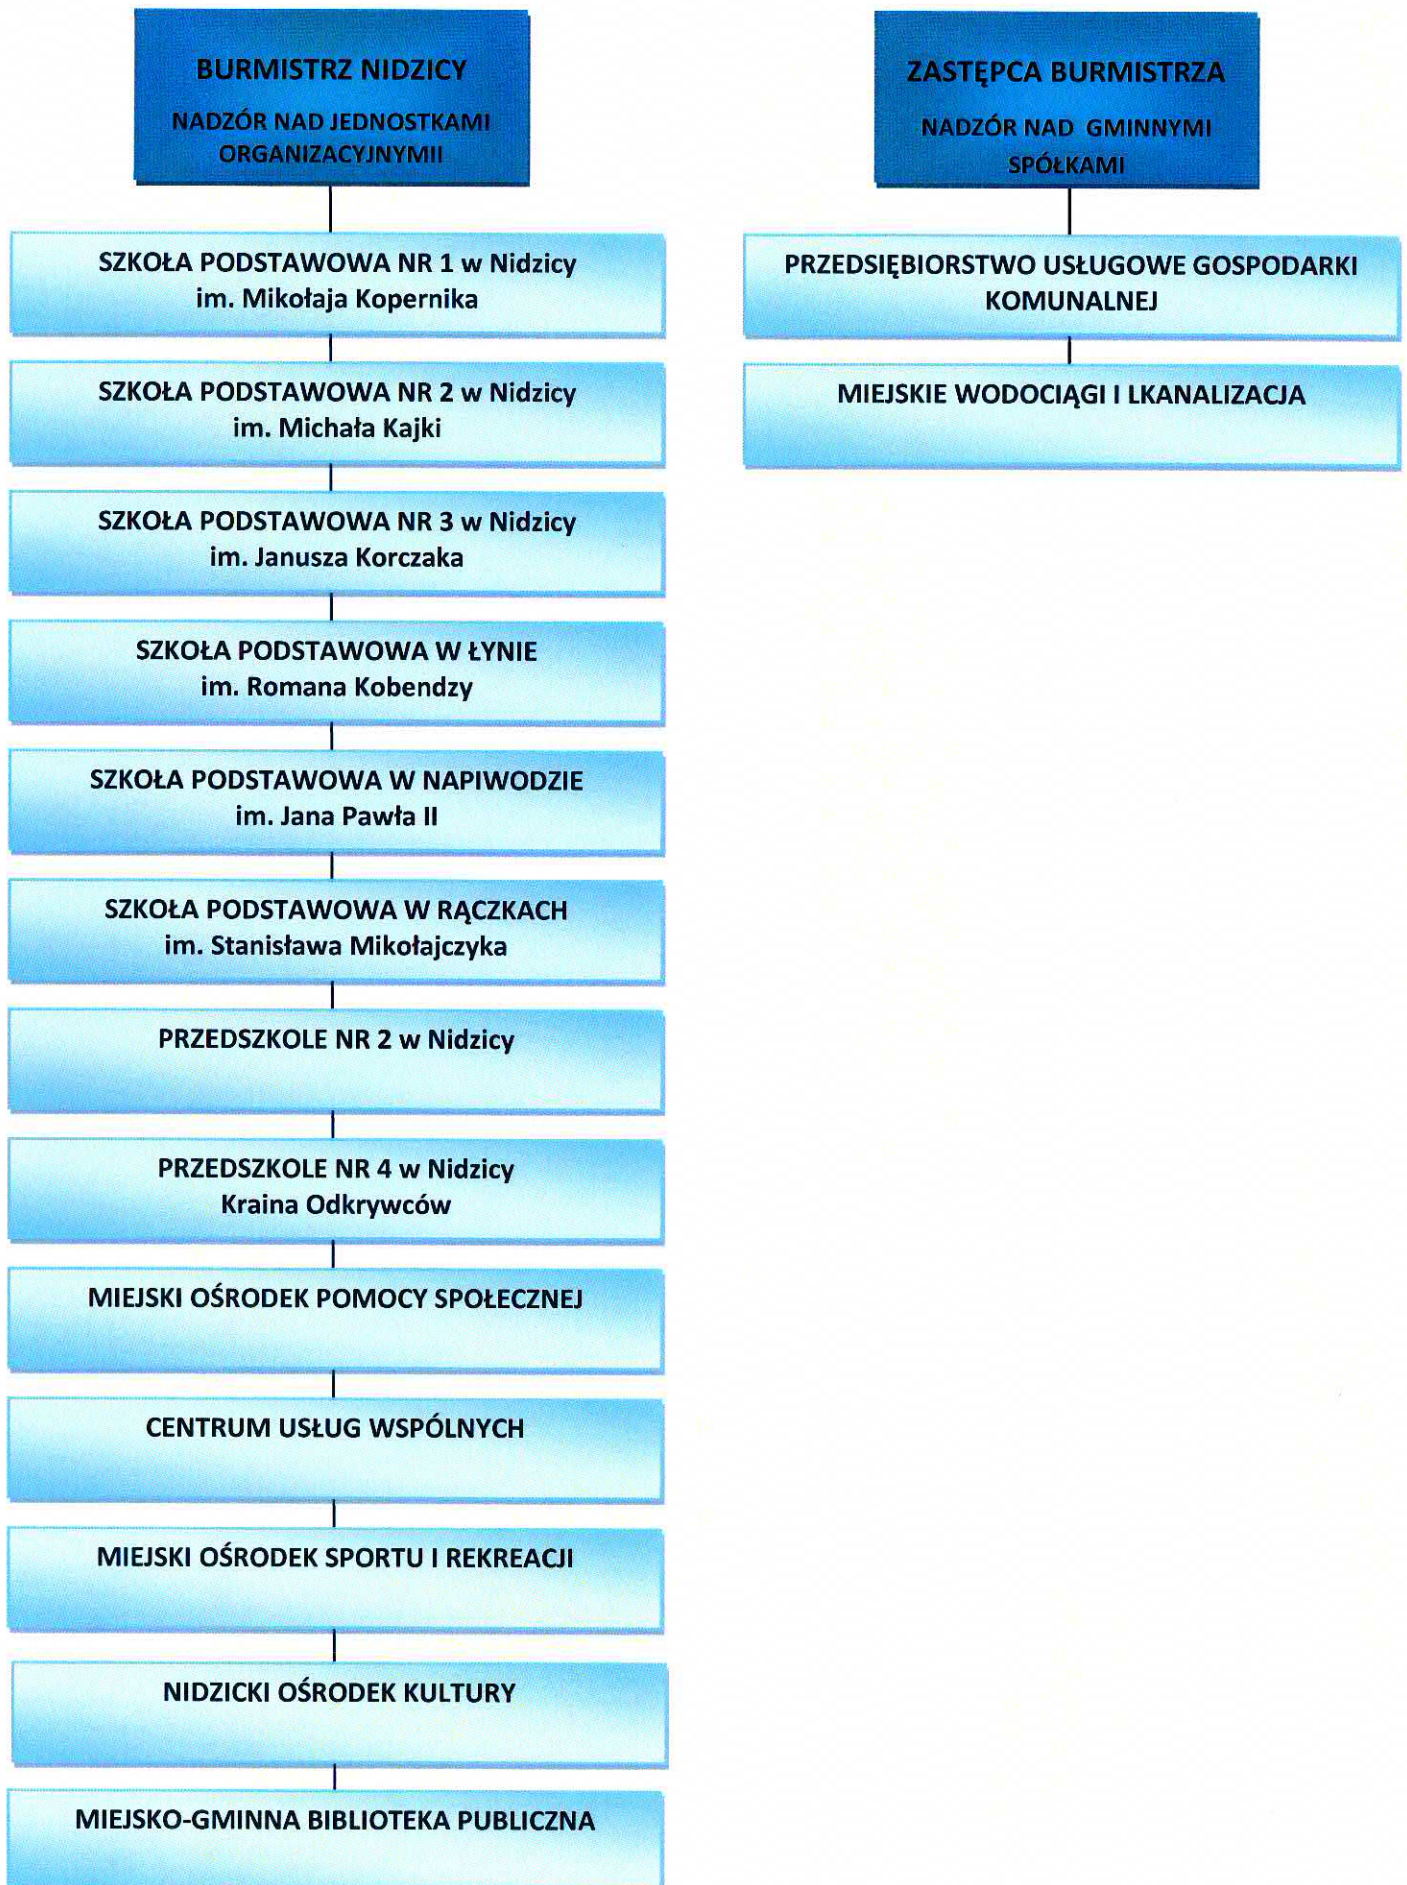 BURMISTRZ NIDZICY
NADZÓR NAD JEDNOSTKAMI
ORGANIZACYJNYMII
SZKOŁA PODSTAWOWA NR 1 w Nidzicy
im. Mikołaja Kopernika
SZKOŁA PODSTAWOWA NR 2 w Nidzicy
im. Michała Kajki
SZKOŁA PODSTAWOWA NR 3 w Nidzicy
im. Janusza Korczaka
SZKOŁA PODSTAWOWA W ŁYNIE
im. Romana Kobendzy
SZKOŁA PODSTAWOWA W NAPIWODZIE
im. Jana Pawła II
SZKOŁA PODSTAWOWA W RĄCZKACH
im. Stanisława Mikołajczyka
PRZEDSZKOLE NR 2 w Nidzicy
PRZEDSZKOLE NR 4 w Nidzicy
Kraina Odkrywców
MIEJSKI OŚRODEK POMOCY SPOŁECZNEJ
CENTRUM USŁUG WSPÓLNYCH
MIEJSKI OŚRODEK SPORTU I REKREACJI
NIDZICKI OŚRODEK KULTURY
MIEJSKO-GMINNA BIBLIOTEKA PUBLICZNA
ZASTĘPCA BURMISTRZA
NADZÓR NAD GMINNYMI
SPÓŁKAMI
PRZEDSIĘBIORSTWO USŁUGOWE GOSPODARKI
KOMUNALNEJ
MIEJSKIE WODOCIĄGI I LKANALIZACJA